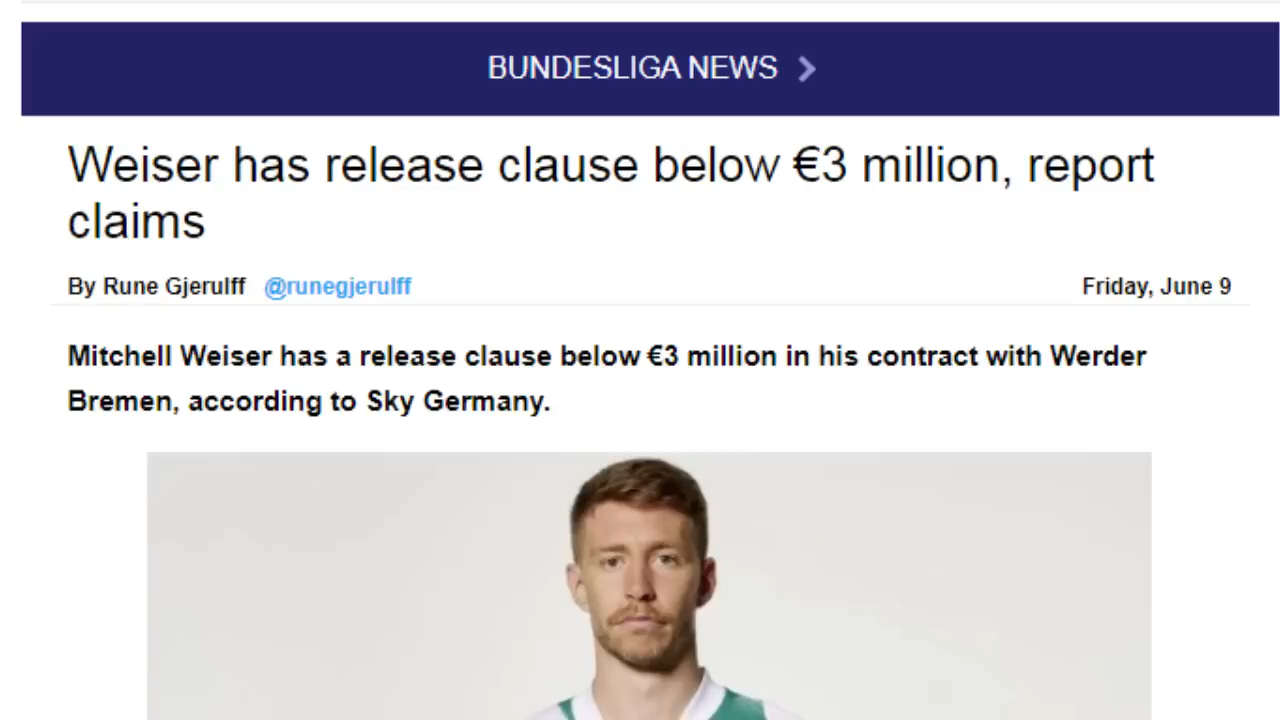 BUNDESLIGA NEWS
Weiser has release clause below €3 million, report
claims
By Rune Gjerulff @runegjerulff Friday, June 9
Mitchell Weiser has a release clause below €3 million in his contract with Werder
Bremen, according to Sky Germany.